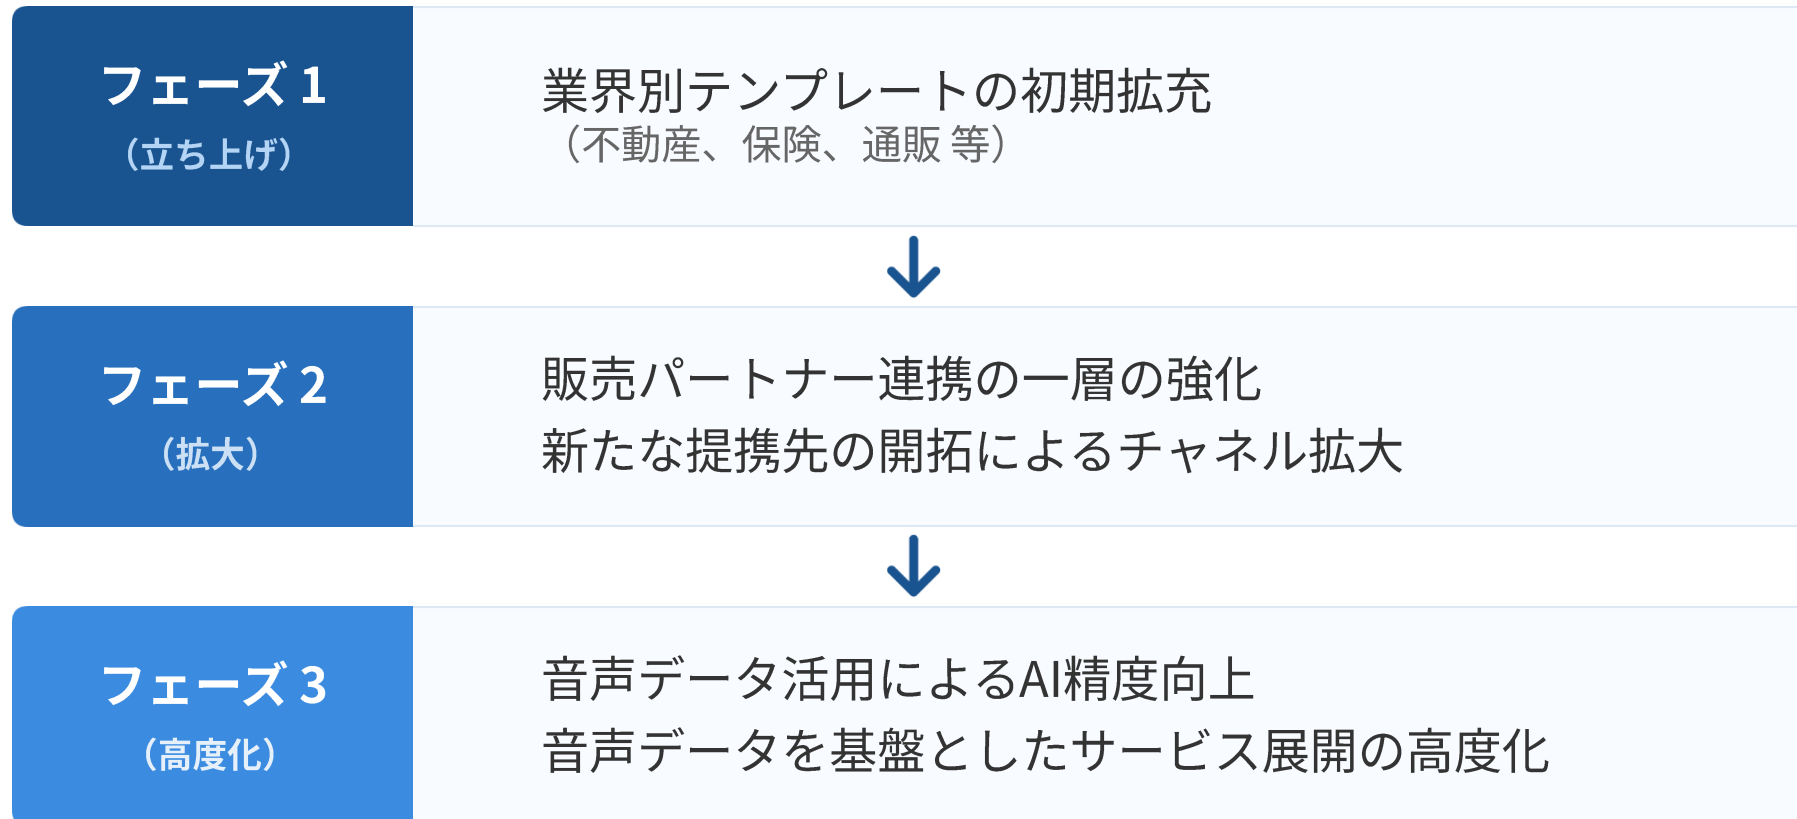 フェーズ 1
（立ち上げ）
業界別テンプレートの初期拡充
（不動産、保険、通販 等）
フェーズ 2
（拡大）
販売パートナー連携の一層の強化
新たな提携先の開拓によるチャネル拡大
フェーズ 3
（高度化）
音声データ活用によるAI精度向上
音声データを基盤としたサービス展開の高度化